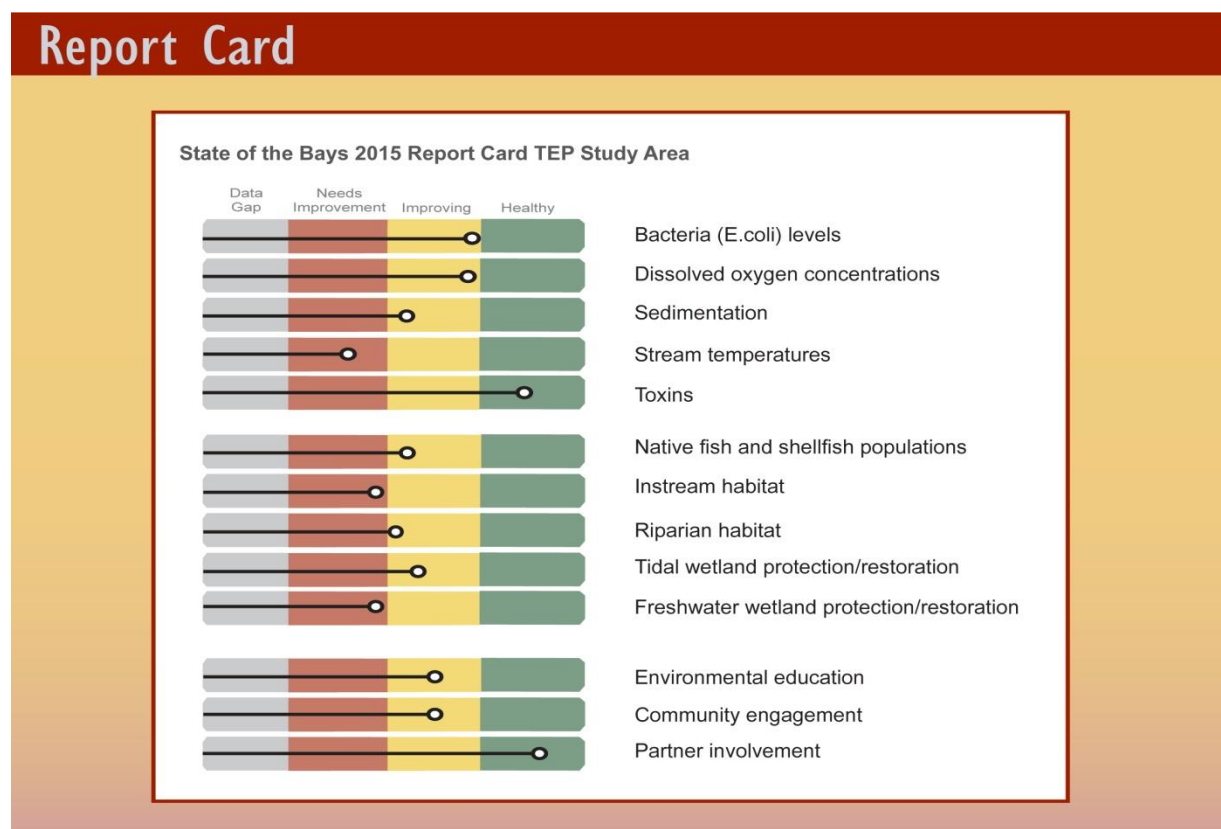 Report Card
State of the Bays 2015 Report Card TEP Study Area
Data Gap
Needs Improvement
Improving
Healthy
Bacteria (E.coli) levels
Dissolved oxygen concentrations
Sedimentation
Stream temperatures
Toxins
Native fish and shellfish populations
Instream habitat
Riparian habitat
Tidal wetland protection/restoration
Freshwater wetland protection/restoration
Environmental education
Community engagement
Partner involvement